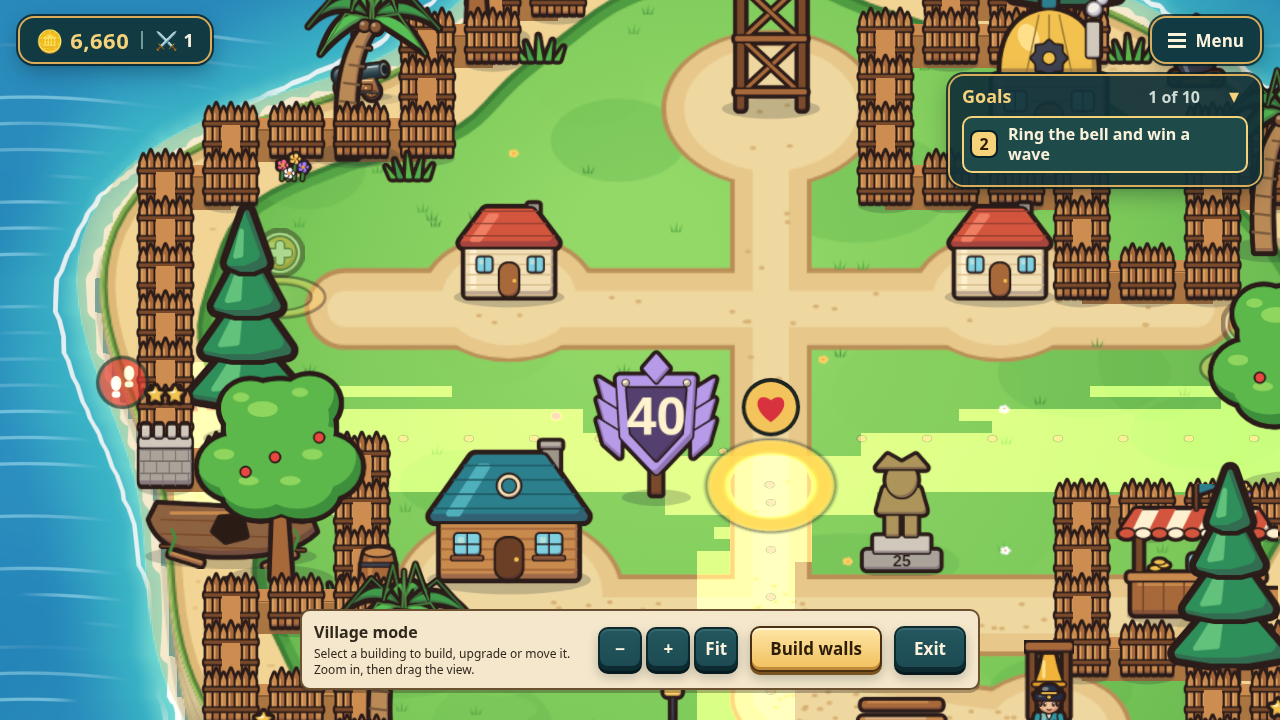 6,660
1
Menu
Goals
1 of 10
2
Ring the bell and win a
wave
40
25
Village mode
Select a building to build, upgrade or move it.
Zoom in, then drag the view.
−
+
Fit
Build walls
Exit